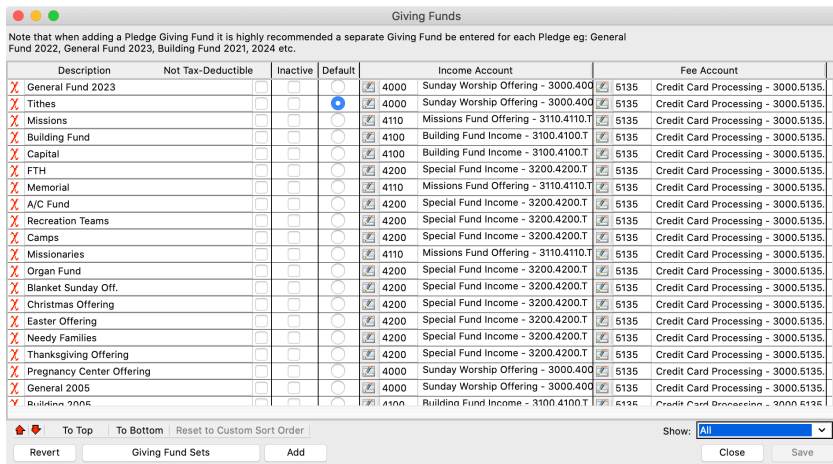 Giving Funds
Note that when adding a Pledge Giving Fund it is highly recommended a separate Giving Fund be entered for each Pledge eg: General
Fund 2022, General Fund 2023, Building Fund 2021, 2024 etc.
Description Not Tax-Deductible Inactive Default Income Account Fee Account
General Fund 2023 4000 Sunday Worship Offering - 3000.400 5135 Credit Card Processing - 3000.5135.
Tithes 4000 Sunday Worship Offering - 3000.400 5135 Credit Card Processing - 3000.5135.
Missions 4110 Missions Fund Offering - 3110.4110.T 5135 Credit Card Processing - 3000.5135.
Building Fund 4100 Building Fund Income - 3100.4100.T 5135 Credit Card Processing - 3000.5135.
Capital 4100 Building Fund Income - 3100.4100.T 5135 Credit Card Processing - 3000.5135.
FTH 4200 Special Fund Income - 3200.4200.T 5135 Credit Card Processing - 3000.5135.
Memorial 4110 Missions Fund Offering - 3110.4110.T 5135 Credit Card Processing - 3000.5135.
A/C Fund 4200 Special Fund Income - 3200.4200.T 5135 Credit Card Processing - 3000.5135.
Recreation Teams 4200 Special Fund Income - 3200.4200.T 5135 Credit Card Processing - 3000.5135.
Camps 4200 Special Fund Income - 3200.4200.T 5135 Credit Card Processing - 3000.5135.
Missionaries 4110 Missions Fund Offering - 3110.4110.T 5135 Credit Card Processing - 3000.5135.
Organ Fund 4200 Special Fund Income - 3200.4200.T 5135 Credit Card Processing - 3000.5135.
Blanket Sunday Off. 4200 Special Fund Income - 3200.4200.T 5135 Credit Card Processing - 3000.5135.
Christmas Offering 4200 Special Fund Income - 3200.4200.T 5135 Credit Card Processing - 3000.5135.
Easter Offering 4200 Special Fund Income - 3200.4200.T 5135 Credit Card Processing - 3000.5135.
Needy Families 4200 Special Fund Income - 3200.4200.T 5135 Credit Card Processing - 3000.5135.
Thanksgiving Offering 4200 Special Fund Income - 3200.4200.T 5135 Credit Card Processing - 3000.5135.
Pregnancy Center Offering 4000 Sunday Worship Offering - 3000.400 5135 Credit Card Processing - 3000.5135.
General 2005 4000 Sunday Worship Offering - 3000.400 5135 Credit Card Processing - 3000.5135.
Building 2005 4100 Building Fund Income - 3100.4100.T 5135 Credit Card Processing - 3000.5135.
To Top To Bottom Reset to Custom Sort Order Show: All
Revert Giving Fund Sets Add Close Save